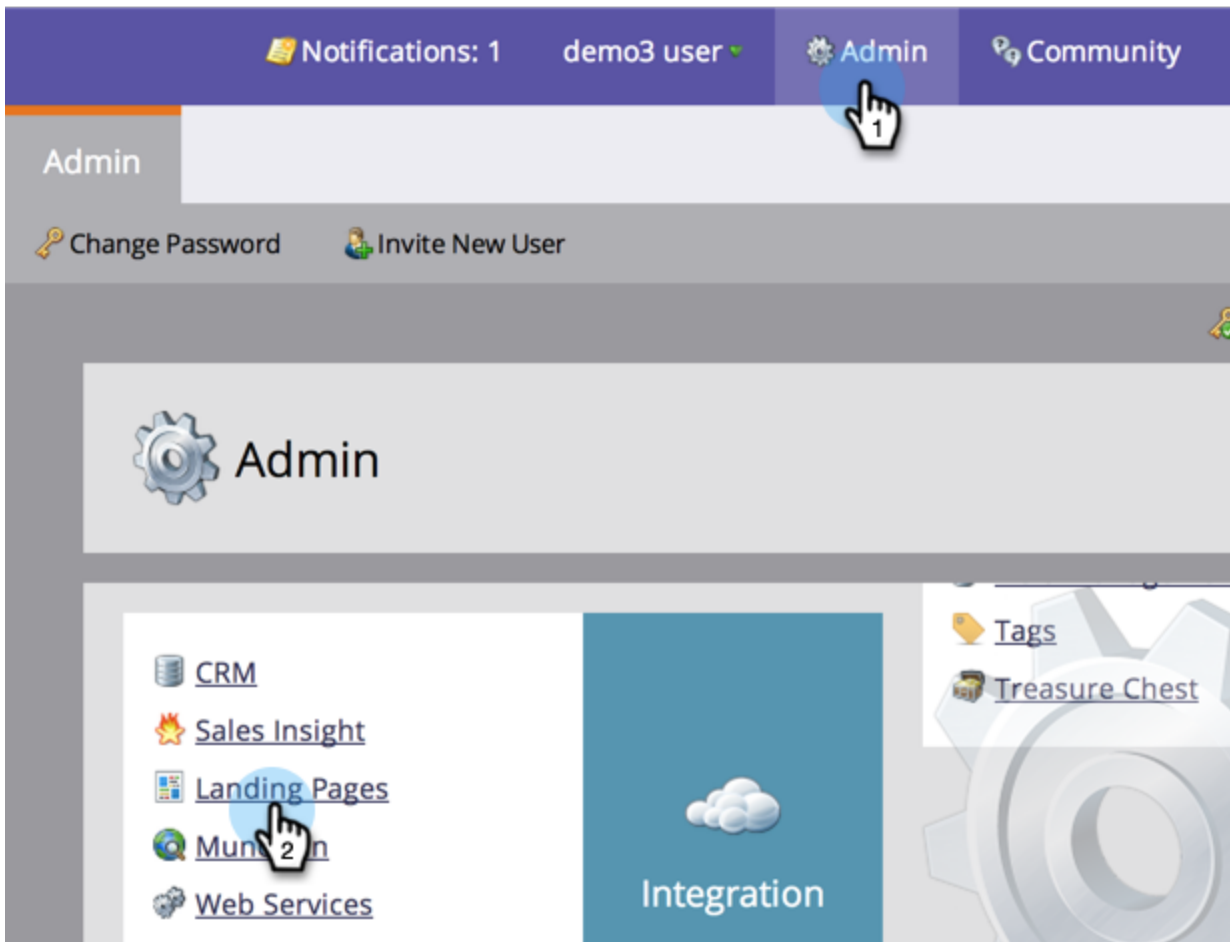 Notifications: 1 demo3 user Admin Community
1
Admin
Change Password Invite New User
Admin
Tags
Treasure Chest
CRM
Sales Insight
Landing Pages
2
Web Services
Integration